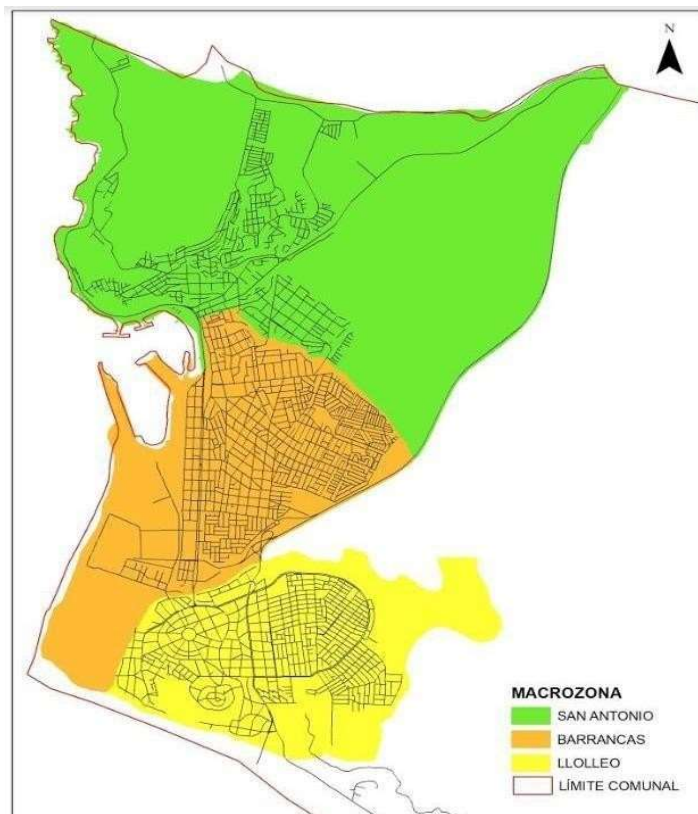 N
MACROZONA
SAN ANTONIO
BARRANCAS
LLOLLEO
LÍMITE COMUNAL